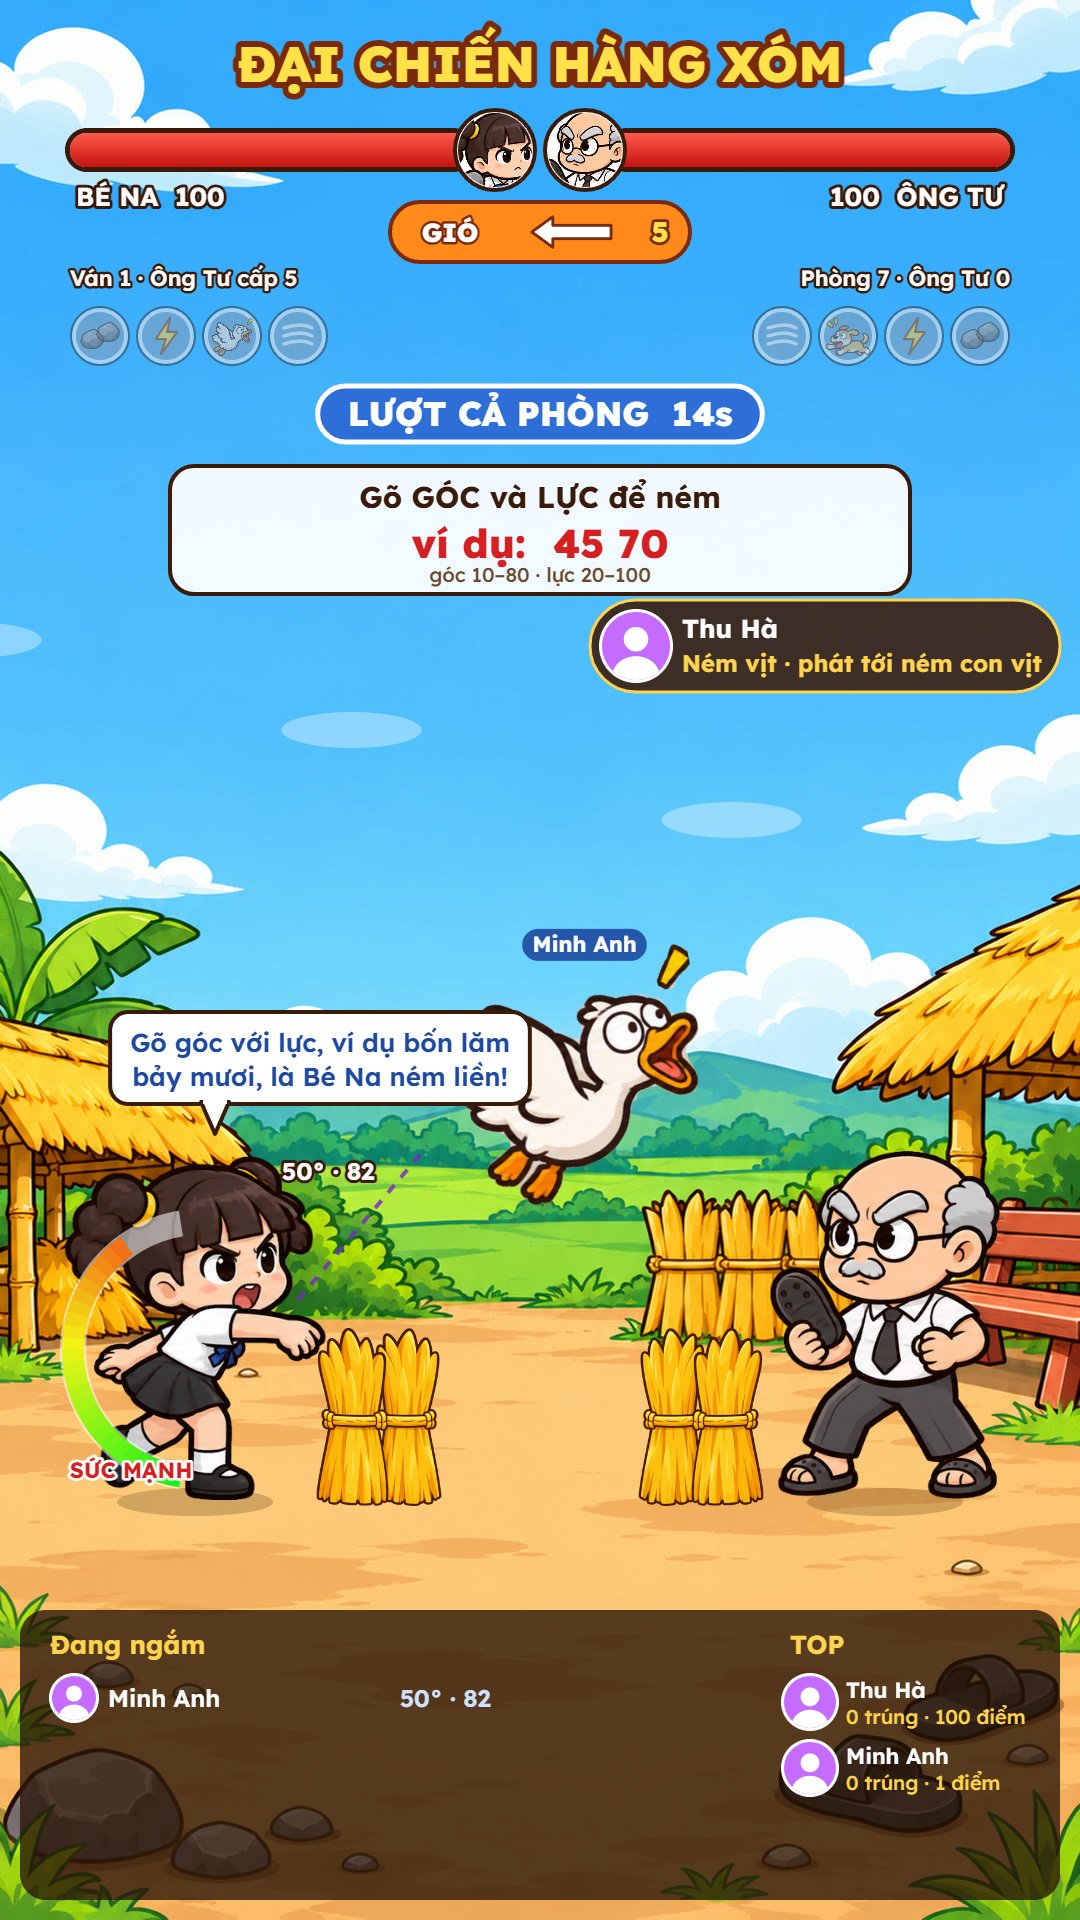 ĐẠI CHIẾN HÀNG XÓM
BÉ NA 100
100 ÔNG TƯ
GIÓ 5
Ván 1 · Ông Tư cấp 5
Phòng 7 · Ông Tư 0
LƯỢT CẢ PHÒNG 14s
Gõ GÓC và LỰC để ném
ví dụ: 45 70
góc 10–80 · lực 20–100
Thu Hà
Ném vịt · phát tới ném con vịt
Minh Anh
Gõ góc với lực, ví dụ bốn lăm
bảy mươi, là Bé Na ném liền!
50° · 82
SỨC MẠNH
Đang ngắm
Minh Anh 50° · 82
TOP
Thu Hà
0 trúng · 100 điểm
Minh Anh
0 trúng · 1 điểm